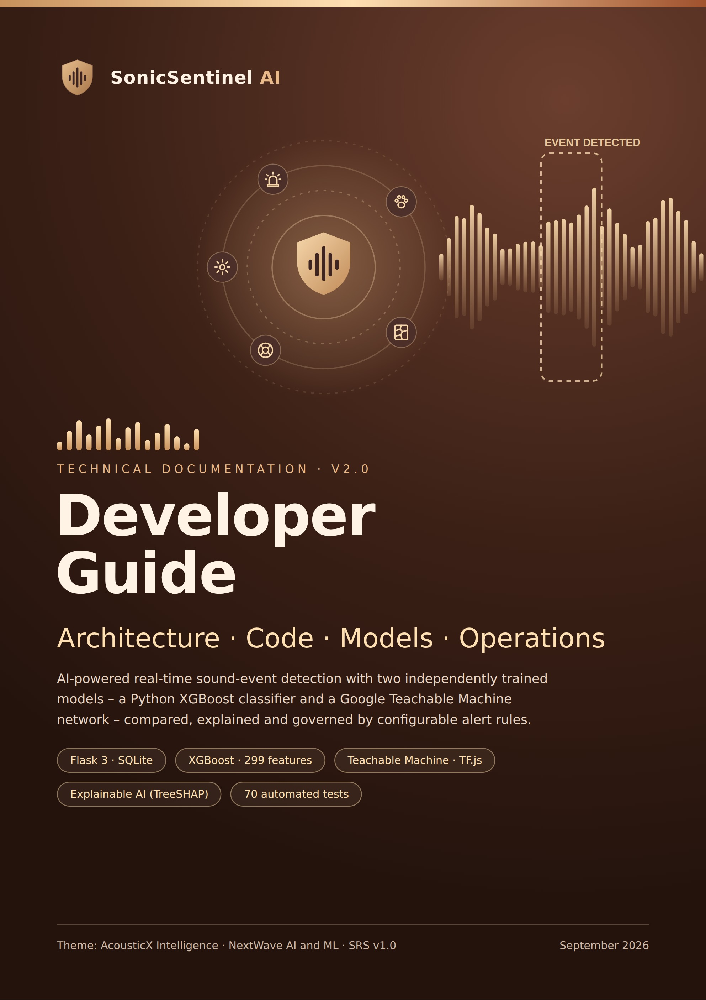 SonicSentinel AI
EVENT DETECTED
TECHNICAL DOCUMENTATION · V2.0
Developer
Guide
Architecture · Code · Models · Operations
AI-powered real-time sound-event detection with two independently trained
models – a Python XGBoost classifier and a Google Teachable Machine
network – compared, explained and governed by configurable alert rules.
Flask 3 · SQLite
XGBoost · 299 features
Teachable Machine · TF.js
Explainable AI (TreeSHAP)
70 automated tests
Theme: AcousticX Intelligence · NextWave AI and ML · SRS v1.0
September 2026